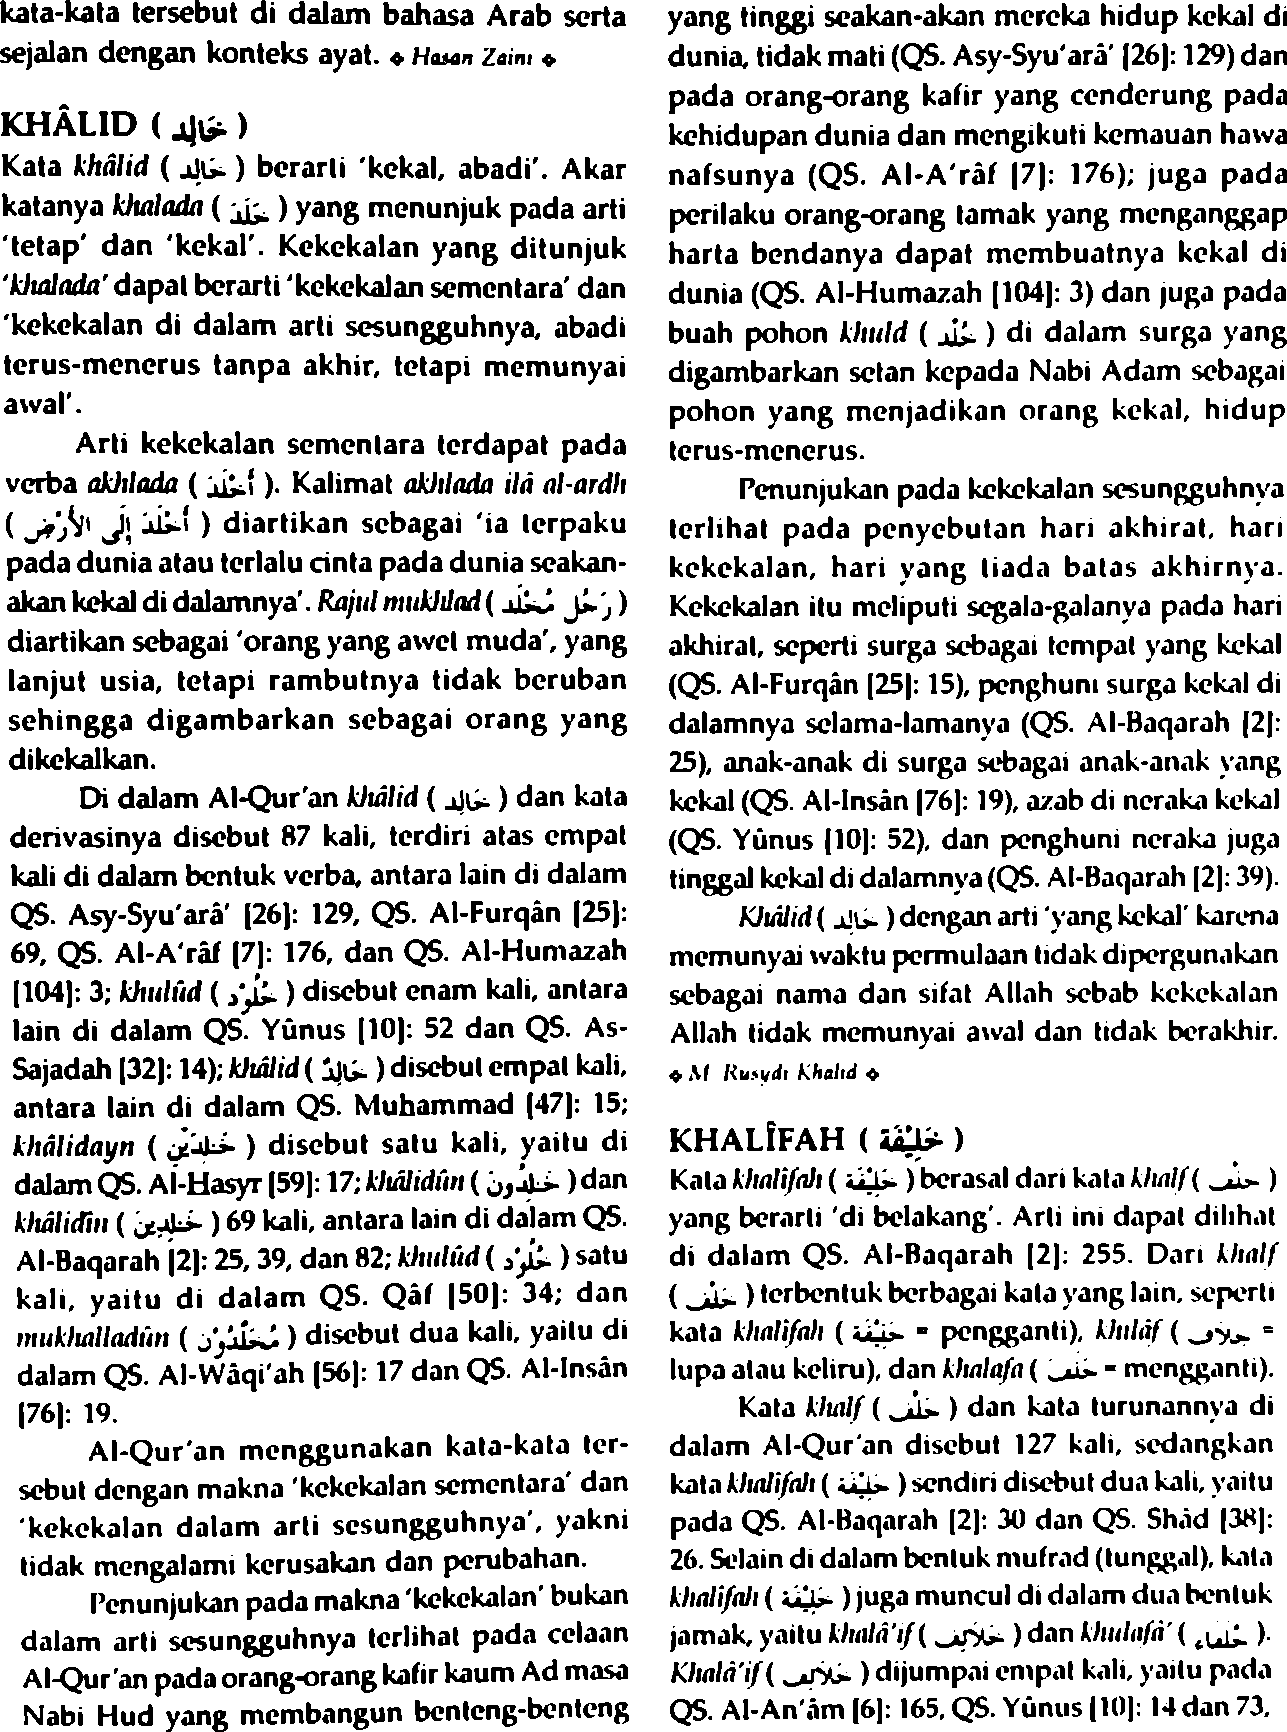 kata-kata tersebut di dalam bahasa Arab serta
sejalan dengan konteks ayat. ◆ Hasan Zaini ◆
KHÂLID ( خَالِد )
Kata khâlid ( خَالِد ) berarti 'kekal, abadi'. Akar
katanya khalada ( خَلَدَ ) yang menunjuk pada arti
'tetap' dan 'kekal'. Kekekalan yang ditunjuk
'khalada' dapat berarti 'kekekalan sementara' dan
'kekekalan di dalam arti sesungguhnya, abadi
terus-menerus tanpa akhir, tetapi memunyai
awal'.
Arti kekekalan sementara terdapat pada
verba akhlada ( أَخْلَدَ ). Kalimat akhlada ilâ al-ardh
( أَخْلَدَ إِلَى الأَرْضِ ) diartikan sebagai 'ia terpaku
pada dunia atau terlalu cinta pada dunia seakan-
akan kekal di dalamnya'. Rajul mukhlad ( رَجُل مُخْلَد )
diartikan sebagai 'orang yang awet muda', yang
lanjut usia, tetapi rambutnya tidak beruban
sehingga digambarkan sebagai orang yang
dikekalkan.
Di dalam Al-Qur'an khâlid ( خَالِد ) dan kata
derivasinya disebut 87 kali, terdiri atas empat
kali di dalam bentuk verba, antara lain di dalam
QS. Asy-Syu'arâ' [26]: 129, QS. Al-Furqân [25]:
69, QS. Al-A'râf [7]: 176, dan QS. Al-Humazah
[104]: 3; khulûd ( خُلُوْد ) disebut enam kali, antara
lain di dalam QS. Yûnus [10]: 52 dan QS. As-
Sajadah [32]: 14); khâlid ( خَالِدٌ ) disebut empat kali,
antara lain di dalam QS. Muhammad [47]: 15;
khâlidayn ( خَالِدَيْنِ ) disebut satu kali, yaitu di
dalam QS. Al-Hasyr [59]: 17; khâlidûn ( خَـٰلِدُونَ ) dan
khâlidîn ( خَـٰلِدِينَ ) 69 kali, antara lain di dalam QS.
Al-Baqarah [2]: 25, 39, dan 82; khulûd ( خُلُوْد ) satu
kali, yaitu di dalam QS. Qâf [50]: 34; dan
mukhalladûn ( مُخَلَّدُوْنَ ) disebut dua kali, yaitu di
dalam QS. Al-Wâqi'ah [56]: 17 dan QS. Al-Insân
[76]: 19.
Al-Qur'an menggunakan kata-kata ter-
sebut dengan makna 'kekekalan sementara' dan
'kekekalan dalam arti sesungguhnya', yakni
tidak mengalami kerusakan dan perubahan.
Penunjukan pada makna 'kekekalan' bukan
dalam arti sesungguhnya terlihat pada celaan
Al-Qur'an pada orang-orang kafir kaum Ad masa
Nabi Hud yang membangun benteng-benteng
yang tinggi seakan-akan mereka hidup kekal di
dunia, tidak mati (QS. Asy-Syu'arâ' [26]: 129) dan
pada orang-orang kafir yang cenderung pada
kehidupan dunia dan mengikuti kemauan hawa
nafsunya (QS. Al-A'râf [7]: 176); juga pada
perilaku orang-orang tamak yang menganggap
harta bendanya dapat membuatnya kekal di
dunia (QS. Al-Humazah [104]: 3) dan juga pada
buah pohon khuld ( خُلْد ) di dalam surga yang
digambarkan setan kepada Nabi Adam sebagai
pohon yang menjadikan orang kekal, hidup
terus-menerus.
Penunjukan pada kekekalan sesungguhnya
terlihat pada penyebutan hari akhirat, hari
kekekalan, hari yang tiada batas akhirnya.
Kekekalan itu meliputi segala-galanya pada hari
akhirat, seperti surga sebagai tempat yang kekal
(QS. Al-Furqân [25]: 15), penghuni surga kekal di
dalamnya selama-lamanya (QS. Al-Baqarah [2]:
25), anak-anak di surga sebagai anak-anak yang
kekal (QS. Al-Insân [76]: 19), azab di neraka kekal
(QS. Yûnus [10]: 52), dan penghuni neraka juga
tinggal kekal di dalamnya (QS. Al-Baqarah [2]: 39).
Khâlid ( خَالِد ) dengan arti 'yang kekal' karena
memunyai waktu permulaan tidak dipergunakan
sebagai nama dan sifat Allah sebab kekekalan
Allah tidak memunyai awal dan tidak berakhir.
◆ M Rusydi Khalid ◆
KHALÎFAH ( خَلِيْفَة )
Kata khalîfah ( خَلِيْفَة ) berasal dari kata khalf ( خَلْف )
yang berarti 'di belakang'. Arti ini dapat dilihat
di dalam QS. Al-Baqarah [2]: 255. Dari khalf
( خَلْف ) terbentuk berbagai kata yang lain, seperti
kata khalîfah ( خَلِيْفَة = pengganti), khilâf ( خِلَاف =
lupa atau keliru), dan khalafa ( خَلَفَ = mengganti).
Kata khalf ( خَلْف ) dan kata turunannya di
dalam Al-Qur'an disebut 127 kali, sedangkan
kata khalîfah ( خَلِيْفَة ) sendiri disebut dua kali, yaitu
pada QS. Al-Baqarah [2]: 30 dan QS. Shâd [38]:
26. Selain di dalam bentuk mufrad (tunggal), kata
khalîfah ( خَلِيْفَة ) juga muncul di dalam dua bentuk
jamak, yaitu khalâ'if ( خَلَائِف ) dan khulafâ' ( خُلَفَاء ).
Khalâ'if ( خَلَائِف ) dijumpai empat kali, yaitu pada
QS. Al-An'âm [6]: 165, QS. Yûnus [10]: 14 dan 73,